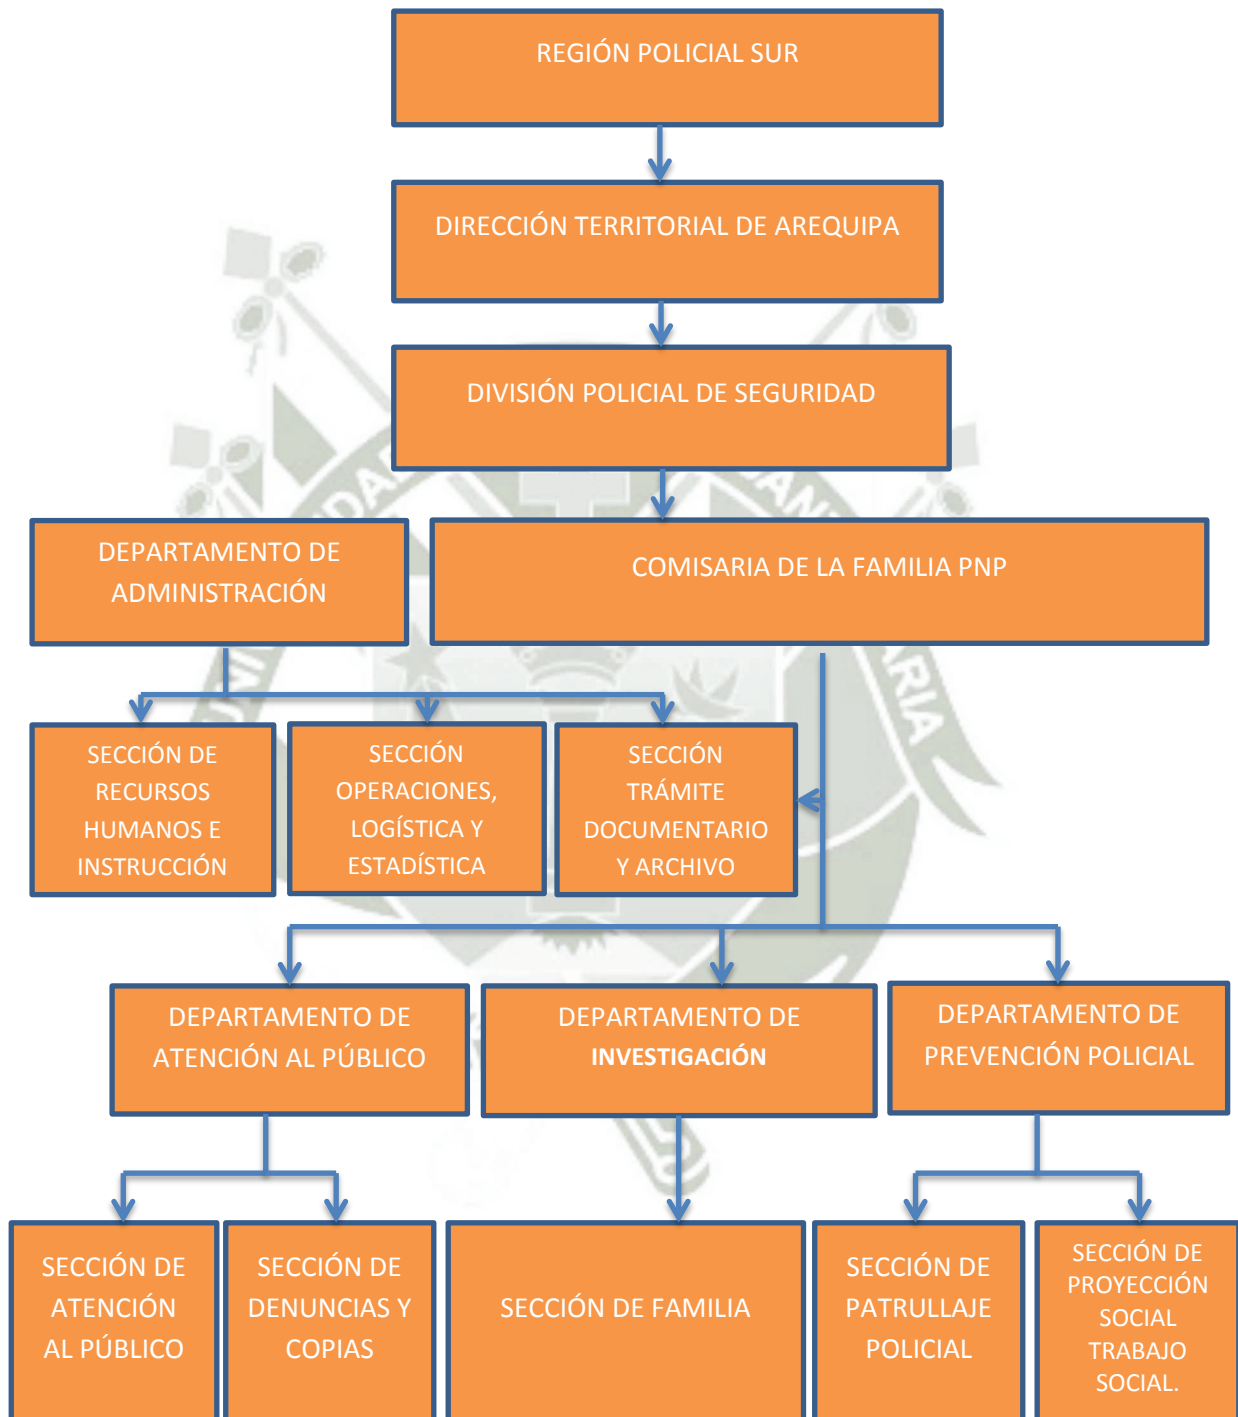 REGIÓN POLICIAL SUR
DIRECCIÓN TERRITORIAL DE AREQUIPA
DIVISIÓN POLICIAL DE SEGURIDAD
DEPARTAMENTO DE
ADMINISTRACIÓN
COMISARIA DE LA FAMILIA PNP
SECCIÓN DE
RECURSOS
HUMANOS E
INSTRUCCIÓN
SECCIÓN
OPERACIONES,
LOGÍSTICA Y
ESTADÍSTICA
SECCIÓN
TRÁMITE
DOCUMENTARIO
Y ARCHIVO
DEPARTAMENTO DE
ATENCIÓN AL PÚBLICO
DEPARTAMENTO DE
INVESTIGACIÓN
DEPARTAMENTO DE
PREVENCIÓN POLICIAL
SECCIÓN DE
ATENCIÓN
AL PÚBLICO
SECCIÓN DE
DENUNCIAS Y
COPIAS
SECCIÓN DE FAMILIA
SECCIÓN DE
PATRULLAJE
POLICIAL
SECCIÓN DE
PROYECCIÓN
SOCIAL
TRABAJO
SOCIAL.